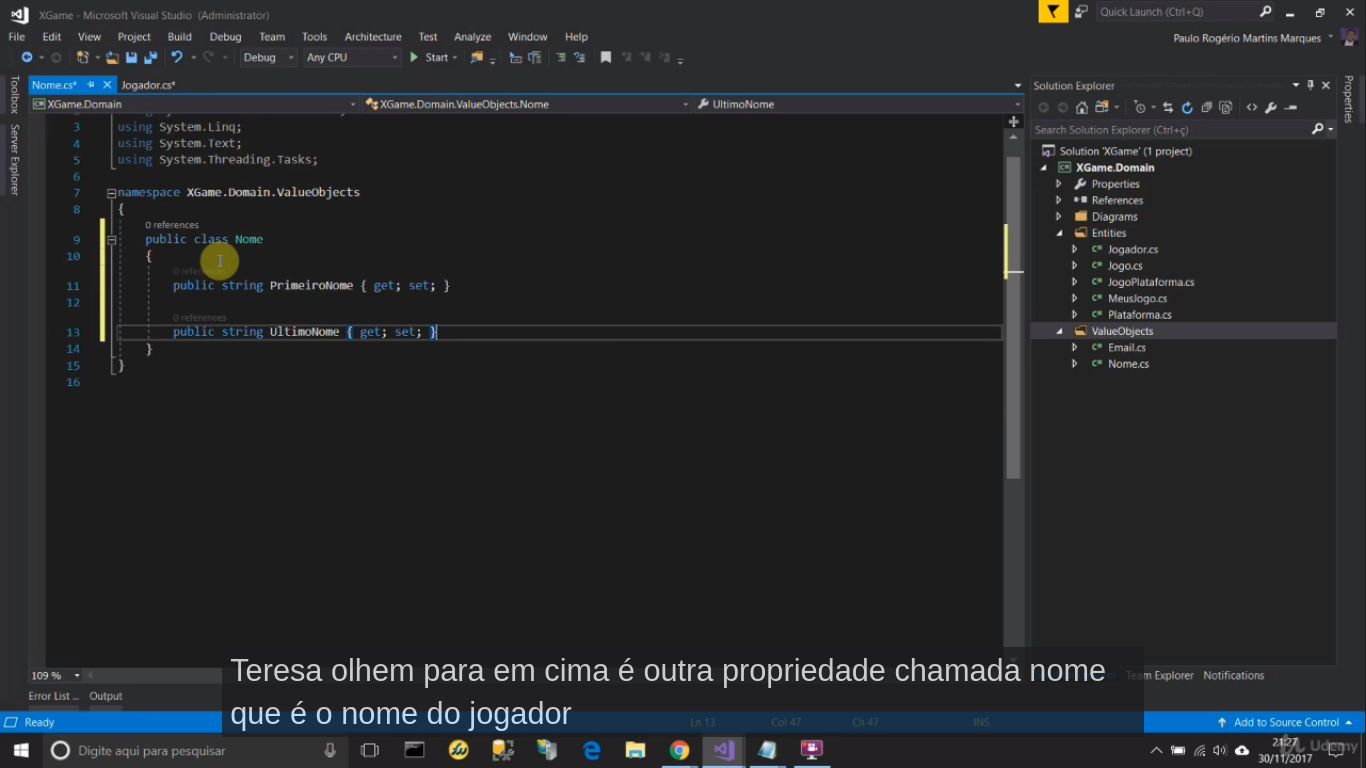 XGame - Microsoft Visual Studio (Administrator)
Quick Launch (Ctrl+Q)
File Edit View Project Build Debug Team Tools Architecture Test Analyze Window Help
Paulo Rogério Martins Marques
Debug Any CPU Start
Nome.cs* Jogador.cs*
XGame.Domain XGame.Domain.ValueObjects.Nome UltimoNome
Toolbox
Server Explorer
3 using System.Linq;
4 using System.Text;
5 using System.Threading.Tasks;
6
7 namespace XGame.Domain.ValueObjects
8 {
0 references
9 public class Nome
10 {
0 references
11 public string PrimeiroNome { get; set; }
12
0 references
13 public string UltimoNome { get; set; }
14 }
15 }
16
Solution Explorer
Search Solution Explorer (Ctrl+ç)
Solution 'XGame' (1 project)
XGame.Domain
Properties
References
Diagrams
Entities
Jogador.cs
Jogo.cs
JogoPlataforma.cs
MeusJogo.cs
Plataforma.cs
ValueObjects
Email.cs
Nome.cs
Properties
109 %
Team Explorer Notifications
Error List ... Output
Teresa olhem para em cima é outra propriedade chamada nome
que é o nome do jogador
Ready Ln 13 Col 47 Ch 47 INS Add to Source Control
Digite aqui para pesquisar
21:27
30/11/2017
Udemy